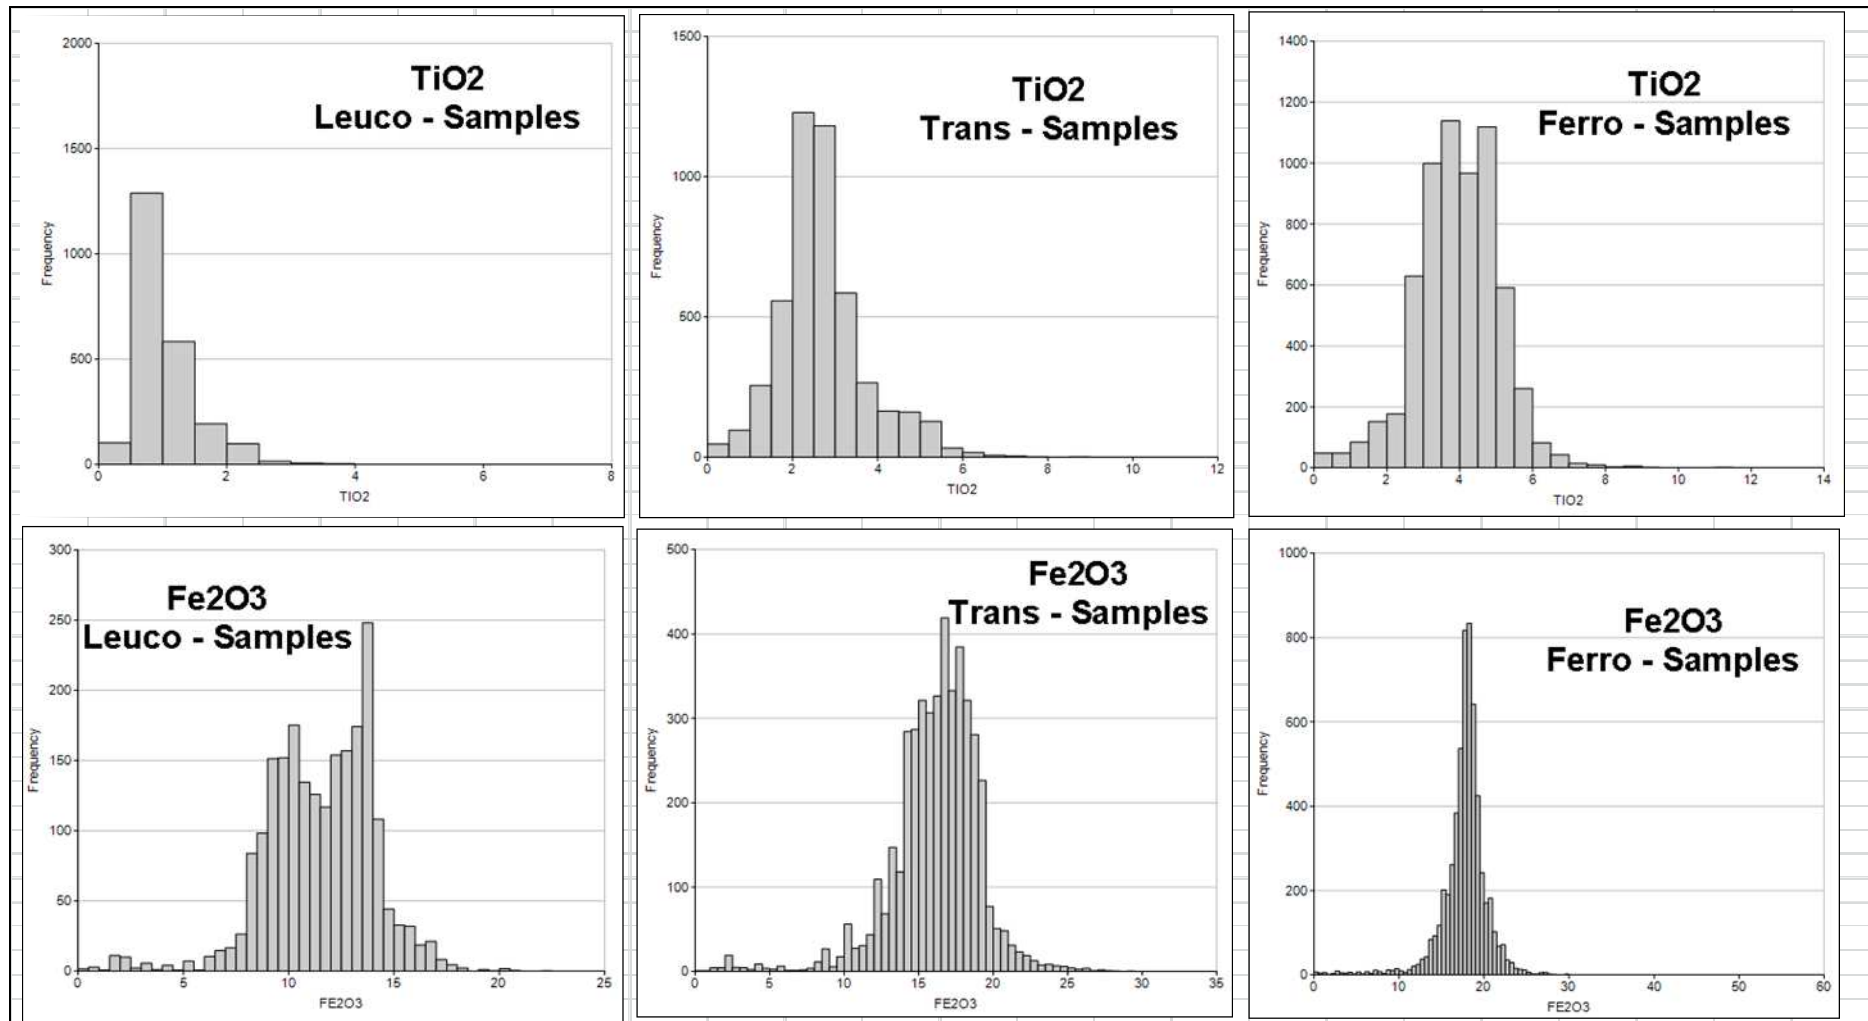 TiO2
Leuco - Samples
2000
1500
1000
500
0
Frequency
0 2 4 6 8
TIO2
TiO2
Trans - Samples
1500
1000
500
0
Frequency
0 2 4 6 8 10 12
TIO2
TiO2
Ferro - Samples
1400
1200
1000
800
600
400
200
0
Frequency
0 2 4 6 8 10 12 14
TIO2
Fe2O3
Leuco - Samples
300
250
200
150
100
50
0
Frequency
0 5 10 15 20 25
FE2O3
Fe2O3
Trans - Samples
500
400
300
200
100
0
Frequency
0 5 10 15 20 25 30 35
FE2O3
Fe2O3
Ferro - Samples
1000
800
600
400
200
0
Frequency
0 10 20 30 40 50 60
FE2O3